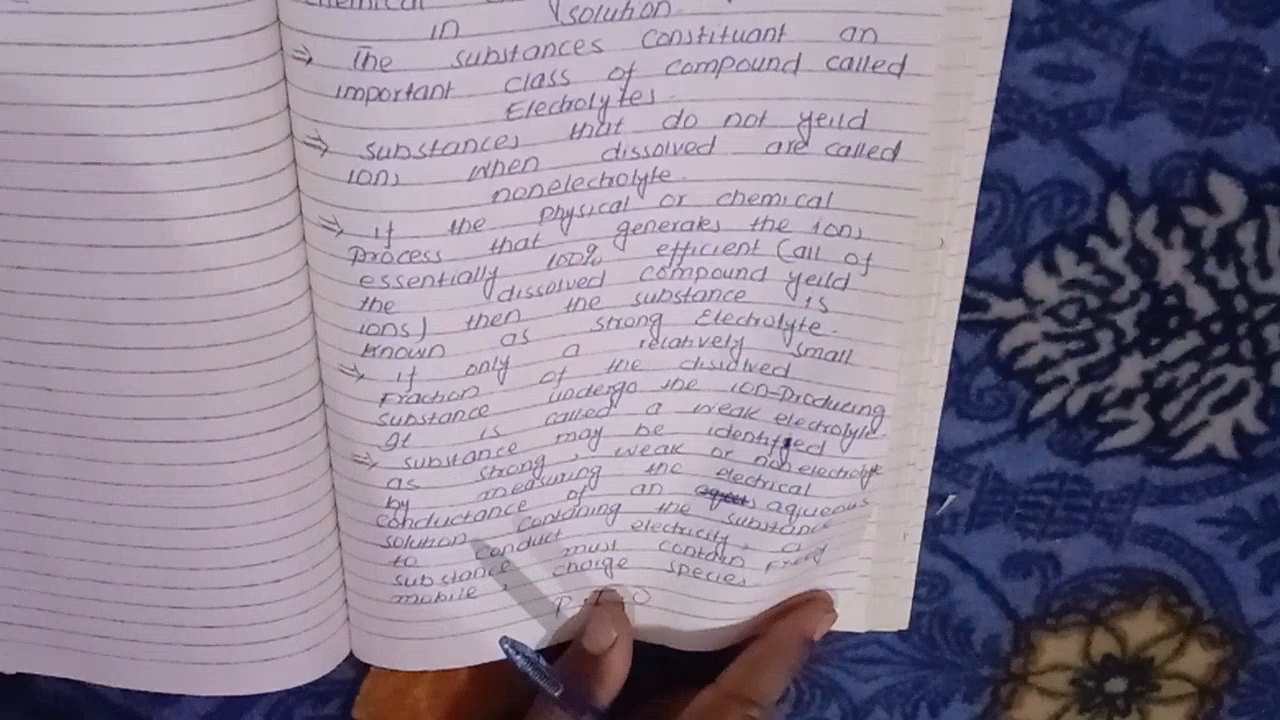 chemical
in solution.
⇒ The substances constituant an
important class of compound called
Electrolytes.
⇒ substances that do not yeild
ions when dissolved are called
nonelectrolyte.
⇒ if the physical or chemical
process that generates the ions
essentially 100% efficient (all of
the dissolved compound yeild
ions) then the substance is
known as strong Electrolyte.
⇒ if only a relatively small
Fraction of the dissolved
substance undergo the ion-producing
It is called a weak electrolyte.
⇒ substance may be identified
as strong, weak or nonelectrolyte
by measuring the electrical
conductance of an aqueous
solution contaning the substance
to conduct electricity, a
substance must contain freely
mobile, charge species
P T O